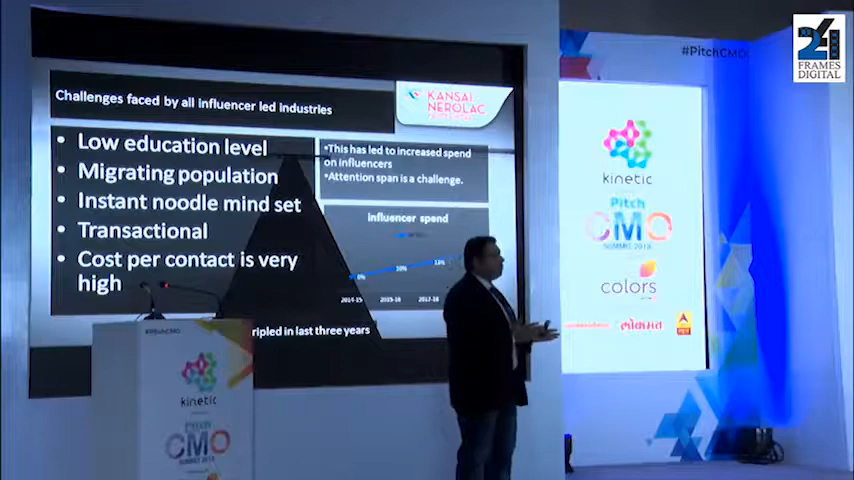 24
FRAMES
DIGITAL
#PitchCMO
Challenges faced by all influencer led industries
KANSAI
NEROLAC
• Low education level
• Migrating population
• Instant noodle mind set
• Transactional
• Cost per contact is very
high
•This has led to increased spend
on influencers
•Attention span is a challenge.
Influencer spend
2014-15
2015-16
2017-18
ripled in last three years
kinetic
Pitch
CMO
SUMMIT 2018
colors
लोकमत
#PitchCMO
kinetic
Pitch
CMO
SUMMIT 2018